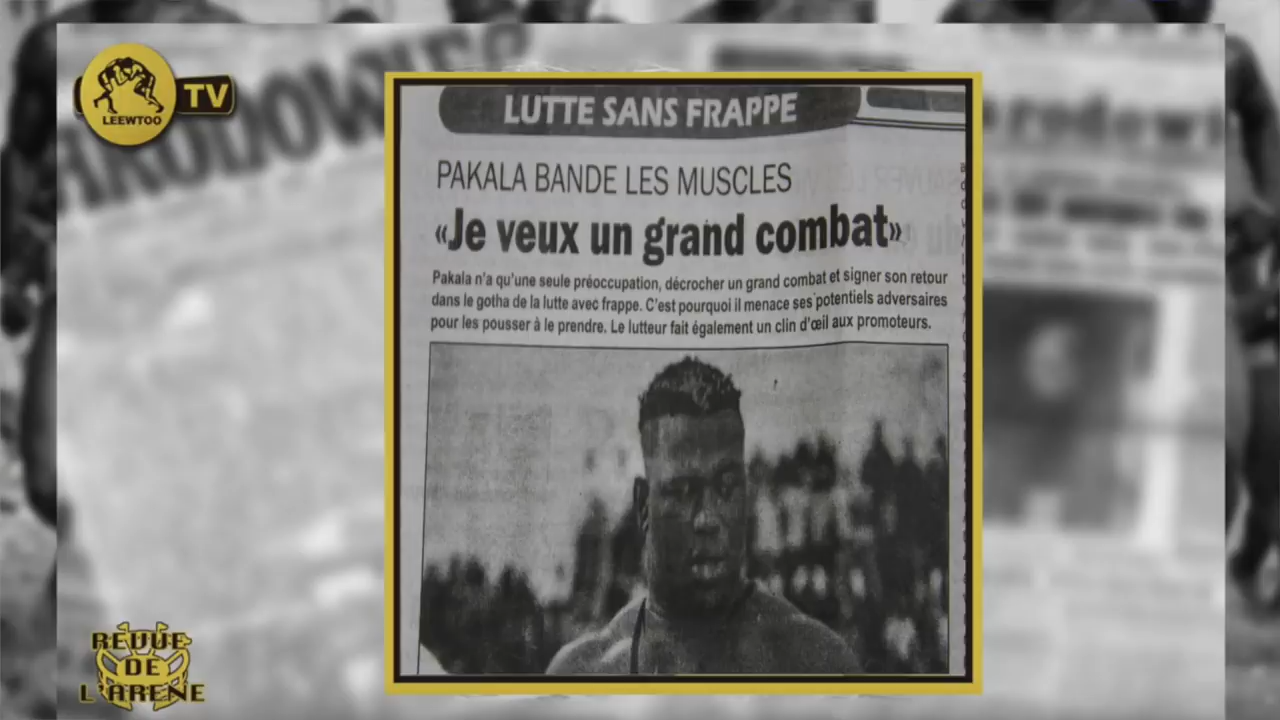 LEEWTOO
TV
LUTTE SANS FRAPPE
PAKALA BANDE LES MUSCLES
«Je veux un grand combat»
Pakala n'a qu'une seule préoccupation, décrocher un grand combat et signer son retour
dans le gotha de la lutte avec frappe. C'est pourquoi il menace ses potentiels adversaires
pour les pousser à le prendre. Le lutteur fait également un clin d'œil aux promoteurs.
REVUE
DE
L'ARENE